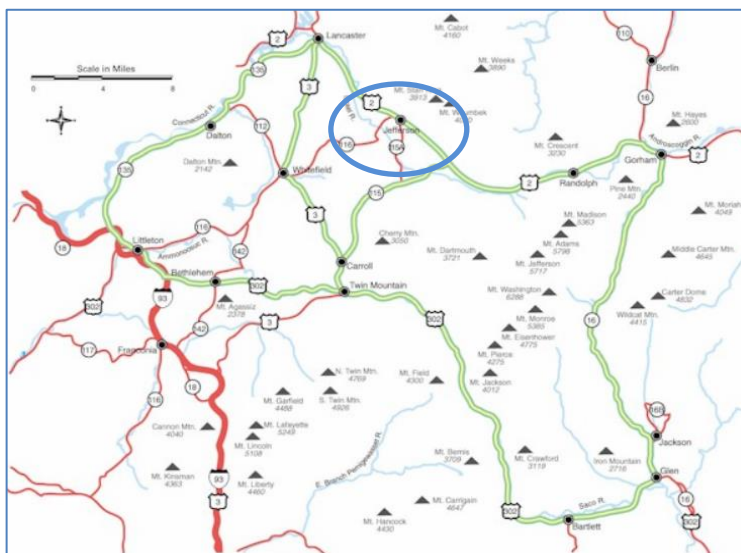 Mt. Cabot
4160
Lancaster
2
Scale in Miles
0 4 8
135
3
Mt. Weeks
3890
110
Berlin
16
2
Jefferson
Connecticut R.
Dalton
112
116
115A
Mt. Crescent
3230
Mt. Hayes
2600
Androscoggin R.
Gorham
2
Dalton Mtn.
2142
Whitefield
135
115
2
Randolph
Pine Mtn.
2440
Mt. Moriah
4049
3
Mt. Madison
5363
Cherry Mtn.
3050
Mt. Adams
5798
18
Littleton
116
Ammonoosuc R.
142
Mt. Dartmouth
3721
Mt. Jefferson
5717
Middle Carter Mtn.
4645
Carroll
Bethlehem
302
Twin Mountain
Mt. Washington
6288
Carter Dome
4832
93
302
Mt. Agassiz
2378
3
302
Mt. Monroe
5385
Wildcat Mtn.
4415
16
142
Mt. Eisenhower
4775
117
Franconia
Mt. Pierce
4275
N. Twin Mtn.
4769
Mt. Field
4300
Mt. Jackson
4012
18
116
Mt. Garfield
4488
S. Twin Mtn.
4926
16B
Cannon Mtn.
4040
Mt. Lafayette
5249
Jackson
Mt. Lincoln
5108
E. Branch Pemigewasset R.
Mt. Bemis
3706
Mt. Crawford
3119
Iron Mountain
2716
Glen
Mt. Kinsman
4363
Mt. Liberty
4460
93
3
Mt. Carrigain
4647
Saco R.
16
302
302
Bartlett
302
Mt. Hancock
4430